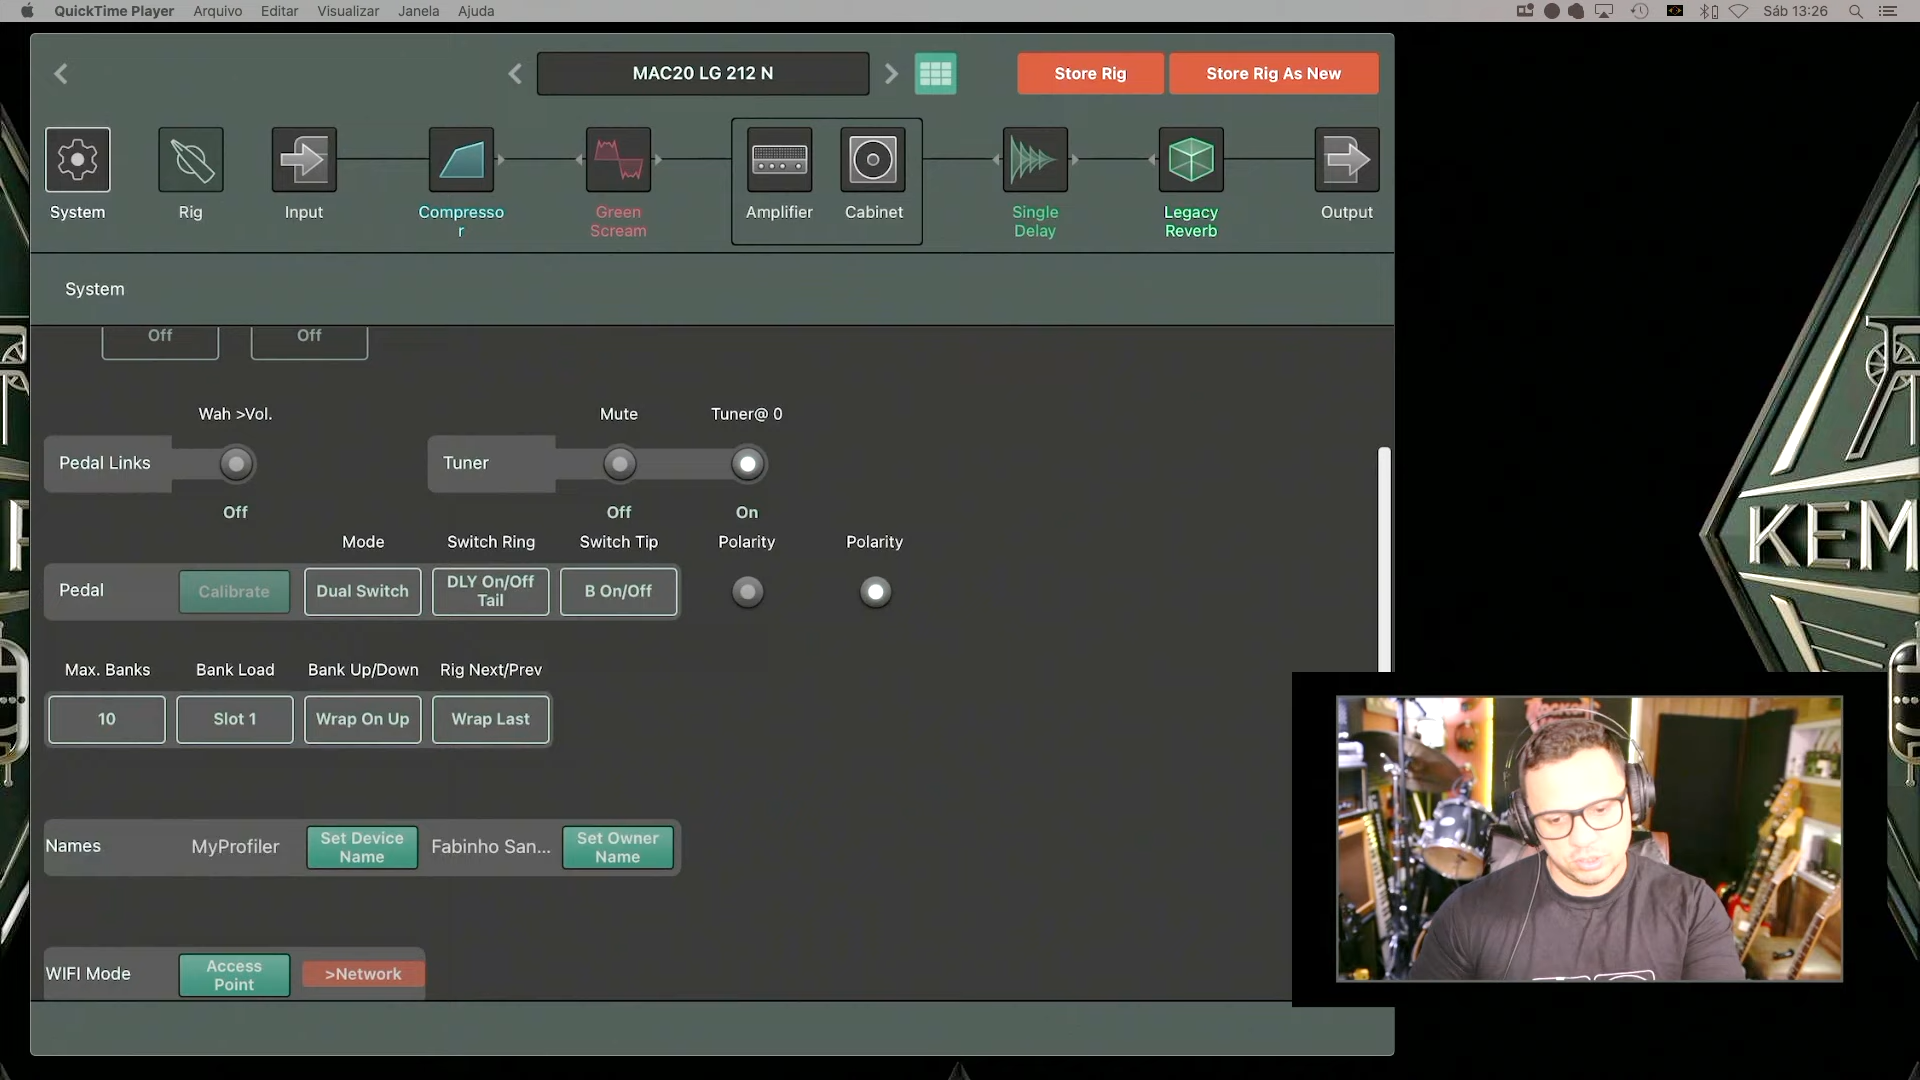 QuickTime Player Arquivo Editar Visualizar Janela Ajuda Sáb 13:26
MAC20 LG 212 N Store Rig Store Rig As New
System Rig Input Compresso
r
Green
Scream
Amplifier Cabinet
Single
Delay
Legacy
Reverb
Output
System
Off Off
Wah >Vol. Mute Tuner@ 0
Pedal Links Tuner
Off Off On
Mode Switch Ring Switch Tip Polarity Polarity
Pedal Calibrate Dual Switch
DLY On/Off
Tail
B On/Off
Max. Banks Bank Load Bank Up/Down Rig Next/Prev
10 Slot 1 Wrap On Up Wrap Last
Names MyProfiler
Set Device
Name
Fabinho San...
Set Owner
Name
WIFI Mode
Access
Point
>Network
KEM